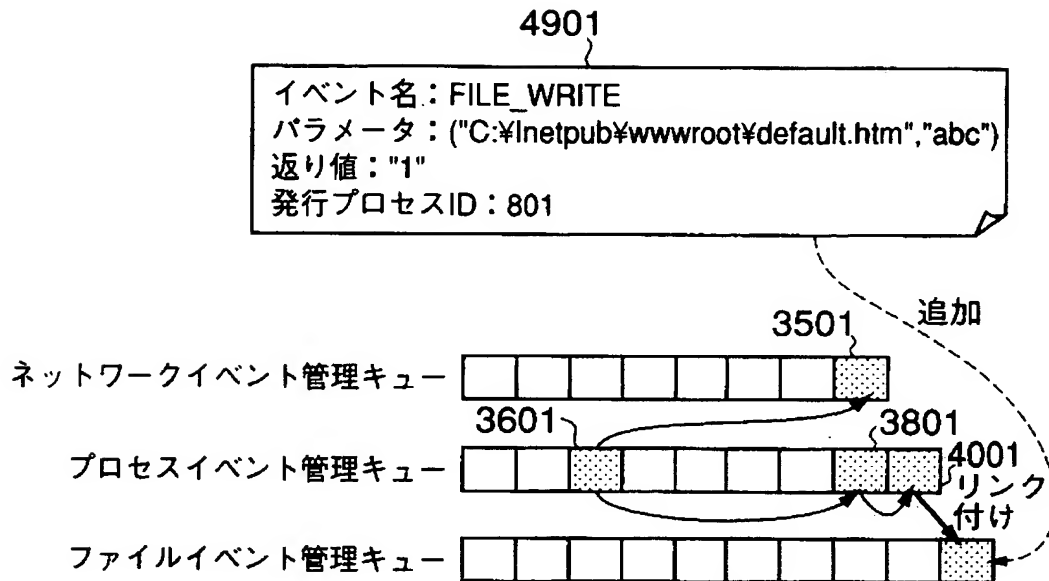 4901
イベント名：FILE_WRITE
パラメータ：("C:¥Inetpub¥wwwroot¥default.htm","abc")
返り値："1"
発行プロセスID：801
追加
3501
ネットワークイベント管理キュー
3601
3801
プロセスイベント管理キュー
4001
リンク
付け
ファイルイベント管理キュー